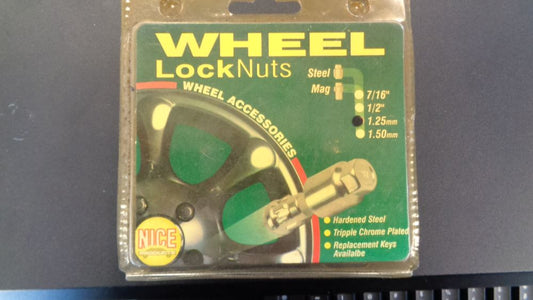 WHEEL
LockNuts
WHEEL ACCESSORIES
Steel
Mag
7/16"
1/2"
1.25mm
1.50mm
Hardened Steel
Tripple Chrome Plated
Replacement Keys
Availalbe
NICE